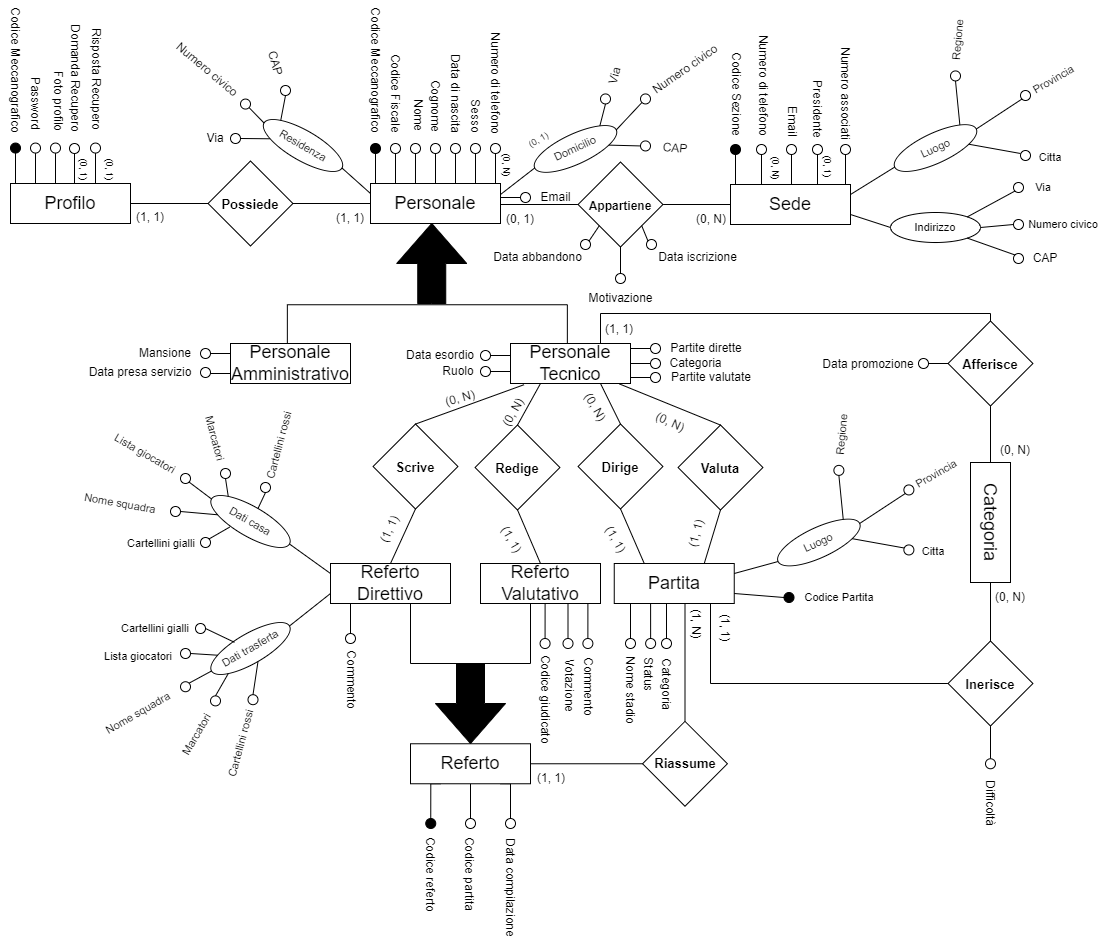 Codice Meccanografico
Password
Foto profilo
Domanda Recupero
(0, 1)
Risposta Recupero
(0, 1)
Profilo
(1, 1)
Possiede
(1, 1)
Numero civico
CAP
Via
Residenza
Codice Meccanografico
Codice Fiscale
Nome
Cognome
Data di nascita
Sesso
Numero di telefono
(0, N)
Personale
(0, 1)
Via
Numero civico
CAP
(0, 1)
Domicilio
Email
(0, 1)
Appartiene
Data abbandono
Data iscrizione
Motivazione
(0, N)
Codice Sezione
Numero di telefono
(0, N)
Email
Presidente
(0, 1)
Numero associati
Sede
Regione
Provincia
Citta
Luogo
Via
Numero civico
CAP
Indirizzo
Mansione
Data presa servizio
Personale
Amministrativo
Data esordio
Ruolo
Personale
Tecnico
Partite dirette
Categoria
Partite valutate
(1, 1)
Data promozione
Afferisce
(0, N)
Categoria
(0, N)
Inerisce
Difficoltà
(0, N)
(0, N)
(0, N)
(0, N)
Scrive
Redige
Dirige
Valuta
(1, 1)
(1, 1)
(1, 1)
(1, 1)
Lista giocatori
Marcatori
Cartellini rossi
Nome squadra
Cartellini gialli
Dati casa
Referto
Direttivo
Commento
Cartellini gialli
Lista giocatori
Nome squadra
Marcatori
Cartellini rossi
Dati trasferta
Referto
Valutativo
Codice giudicato
Votazione
Commento
Partita
Nome stadio
Status
Categoria
(1, N)
(1, 1)
Regione
Provincia
Citta
Luogo
Codice Partita
Referto
(1, 1)
Riassume
Codice referto
Codice partita
Data compilazione